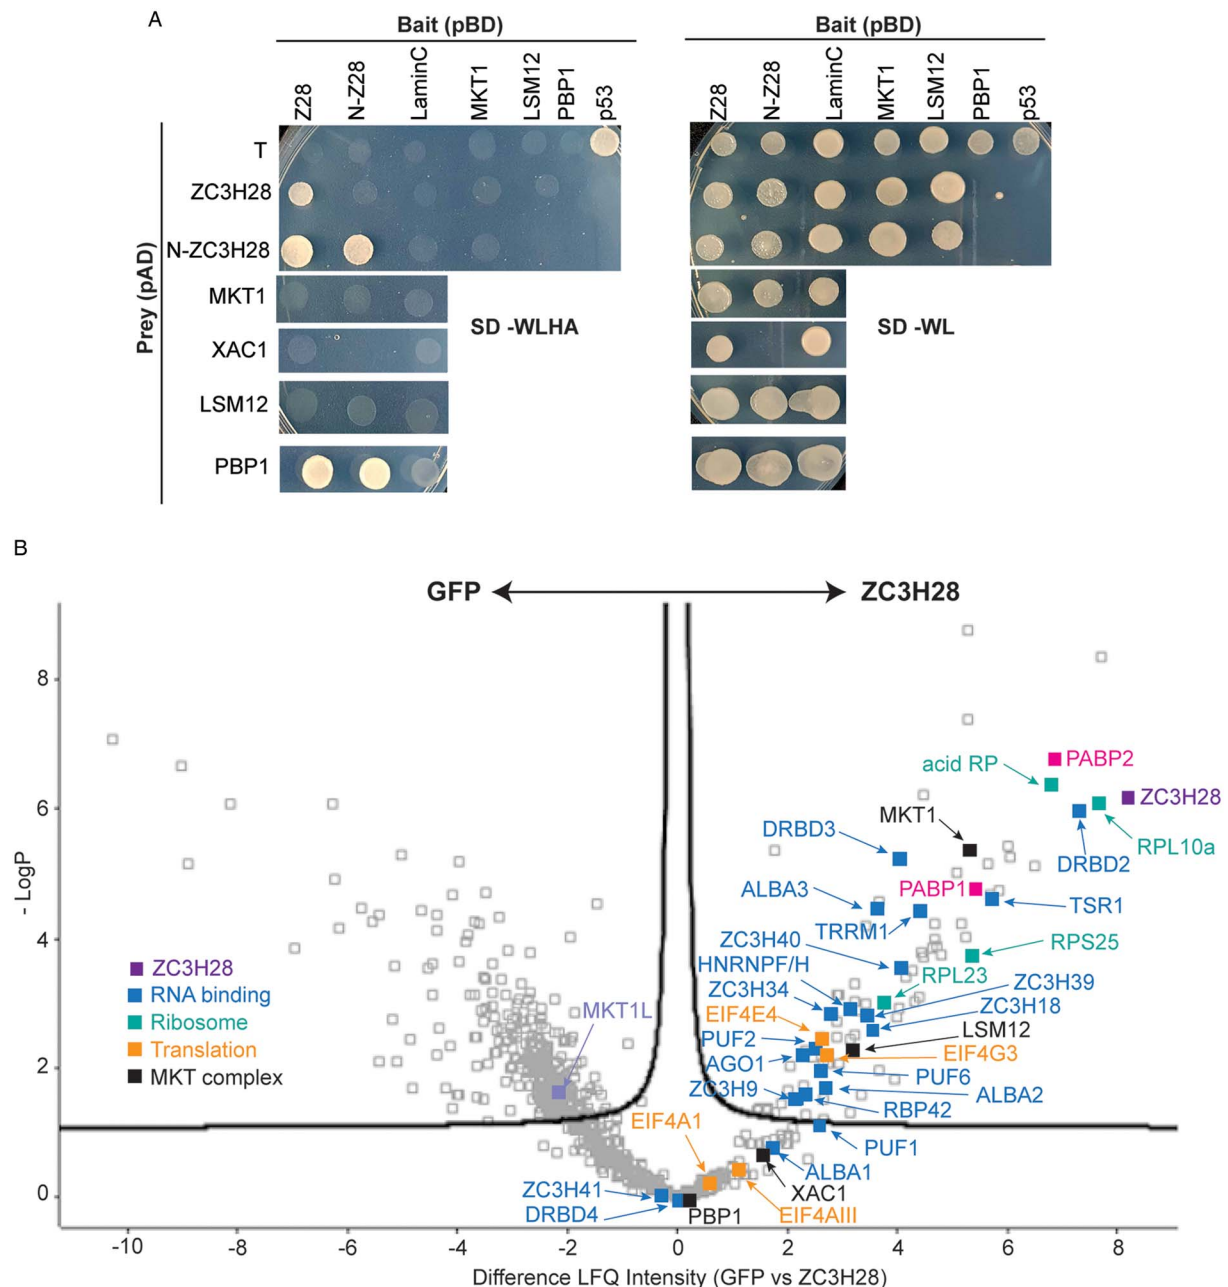 A
Bait (pBD)
Bait (pBD)
Z28 N-Z28 LaminC MKT1 LSM12 PBP1 p53
Z28 N-Z28 LaminC MKT1 LSM12 PBP1 p53
Prey (pAD)
T
ZC3H28
N-ZC3H28
MKT1
XAC1
LSM12
PBP1
SD -WLHA
SD -WL
B
GFP
ZC3H28
- LogP
8
6
4
2
0
PABP2
acid RP
ZC3H28
MKT1
RPL10a
DRBD3
DRBD2
PABP1
ALBA3
TSR1
TRRM1
ZC3H40
RPS25
HNRNPF/H
RPL23
ZC3H39
ZC3H34
ZC3H18
EIF4E4
LSM12
PUF2
EIF4G3
AGO1
PUF6
ZC3H9
ALBA2
RBP42
MKT1L
EIF4A1
PUF1
ALBA1
XAC1
ZC3H41
DRBD4
PBP1
EIF4AIII
ZC3H28
RNA binding
Ribosome
Translation
MKT complex
-10 -8 -6 -4 -2 0 2 4 6 8
Difference LFQ Intensity (GFP vs ZC3H28)